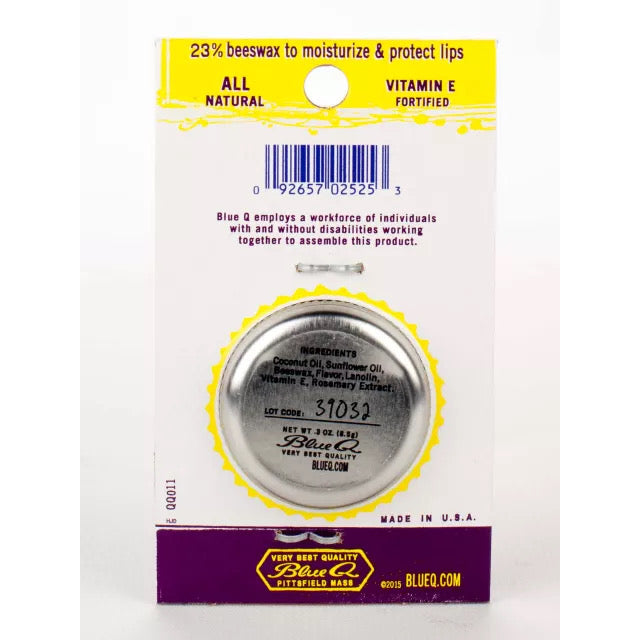 23% beeswax to moisturize & protect lips
ALL
NATURAL
VITAMIN E
FORTIFIED
0 92657 02525 3
Blue Q employs a workforce of individuals
with and without disabilities working
together to assemble this product.
INGREDIENTS
Coconut Oil, Sunflower Oil,
Beeswax, Flavor, Lanolin,
Vitamin E, Rosemary Extract.
LOT CODE: 39032
NET WT .3 OZ. (8.5g)
Blue Q
VERY BEST QUALITY
BLUEQ.COM
QQ011
HJD
MADE IN U.S.A.
VERY BEST QUALITY
Blue Q
PITTSFIELD MASS
©2015 BLUEQ.COM